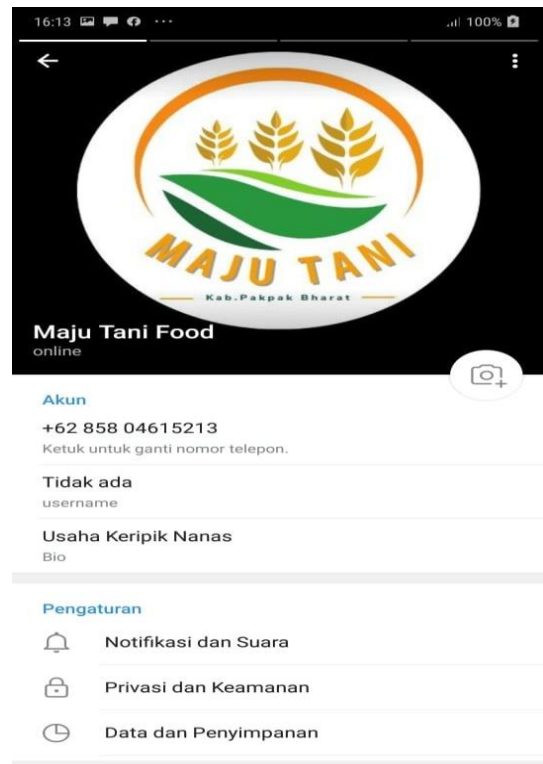 16:13 ... 100%
MAJU TANI
Kab.Pakpak Bharat
Maju Tani Food
online
Akun
+62 858 04615213
Ketuk untuk ganti nomor telepon.
Tidak ada
username
Usaha Keripik Nanas
Bio
Pengaturan
Notifikasi dan Suara
Privasi dan Keamanan
Data dan Penyimpanan